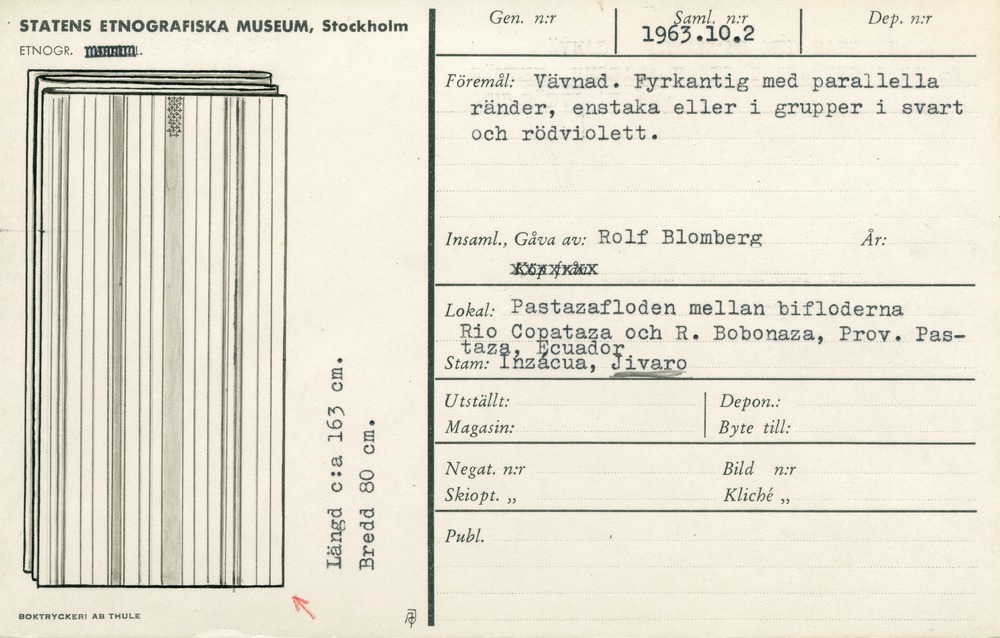 STATENS ETNOGRAFISKA MUSEUM, Stockholm
ETNOGR.
Längd c:a 163 cm.
Bredd 80 cm.
BOKTRYCKERI AB THULE
Gen. n:r
Saml. n:r
1963.10.2
Dep. n:r
Föremål: Vävnad. Fyrkantig med parallella
ränder, enstaka eller i grupper i svart
och rödviolett.
Insaml., Gåva av: Rolf Blomberg År:
Köp från
Lokal: Pastazafloden mellan bifloderna
Rio Copataza och R. Bobonaza, Prov. Pas-
taza, Ecuador
Stam: Inzácua, Jivaro
Utställt:
Magasin:
Depon.:
Byte till:
Negat. n:r
Skiopt. „
Bild n:r
Kliché „
Publ.